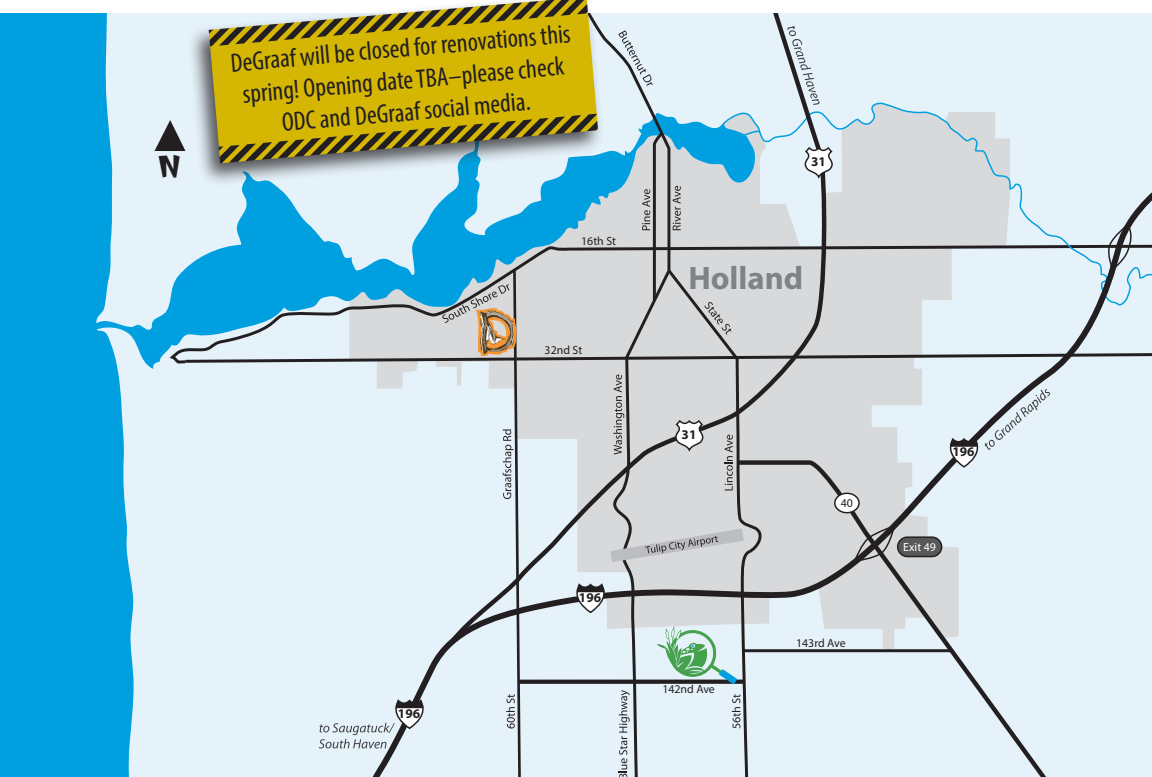 DeGraaf will be closed for renovations this
spring! Opening date TBA–please check
ODC and DeGraaf social media.
Butternut Dr
to Grand Haven
31
N
Pine Ave
River Ave
16th St
Holland
South Shore Dr
State St
D
32nd St
Washington Ave
31
Graafschap Rd
Lincoln Ave
to Grand Rapids
196
40
Tulip City Airport
Exit 49
196
143rd Ave
142nd Ave
60th St
Blue Star Highway
56th St
196
to Saugatuck/
South Haven